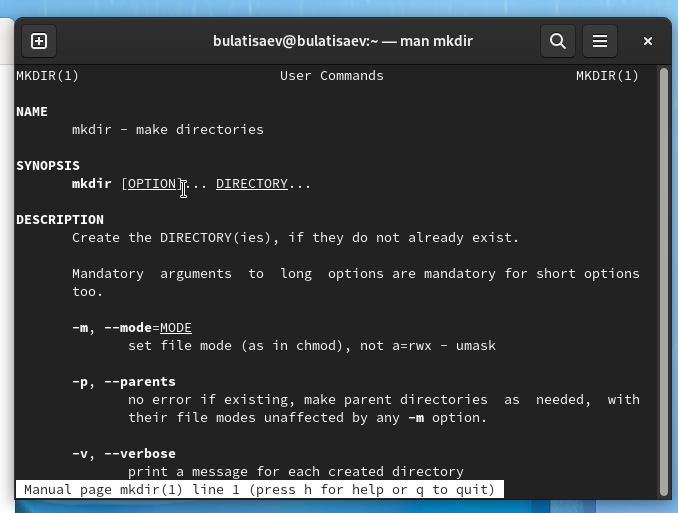 bulatisaev@bulatisaev:~ — man mkdir
MKDIR(1) User Commands MKDIR(1)
NAME
mkdir - make directories
SYNOPSIS
mkdir [OPTION]... DIRECTORY...
DESCRIPTION
Create the DIRECTORY(ies), if they do not already exist.
Mandatory arguments to long options are mandatory for short options
too.
-m, --mode=MODE
set file mode (as in chmod), not a=rwx - umask
-p, --parents
no error if existing, make parent directories as needed, with
their file modes unaffected by any -m option.
-v, --verbose
print a message for each created directory
Manual page mkdir(1) line 1 (press h for help or q to quit)